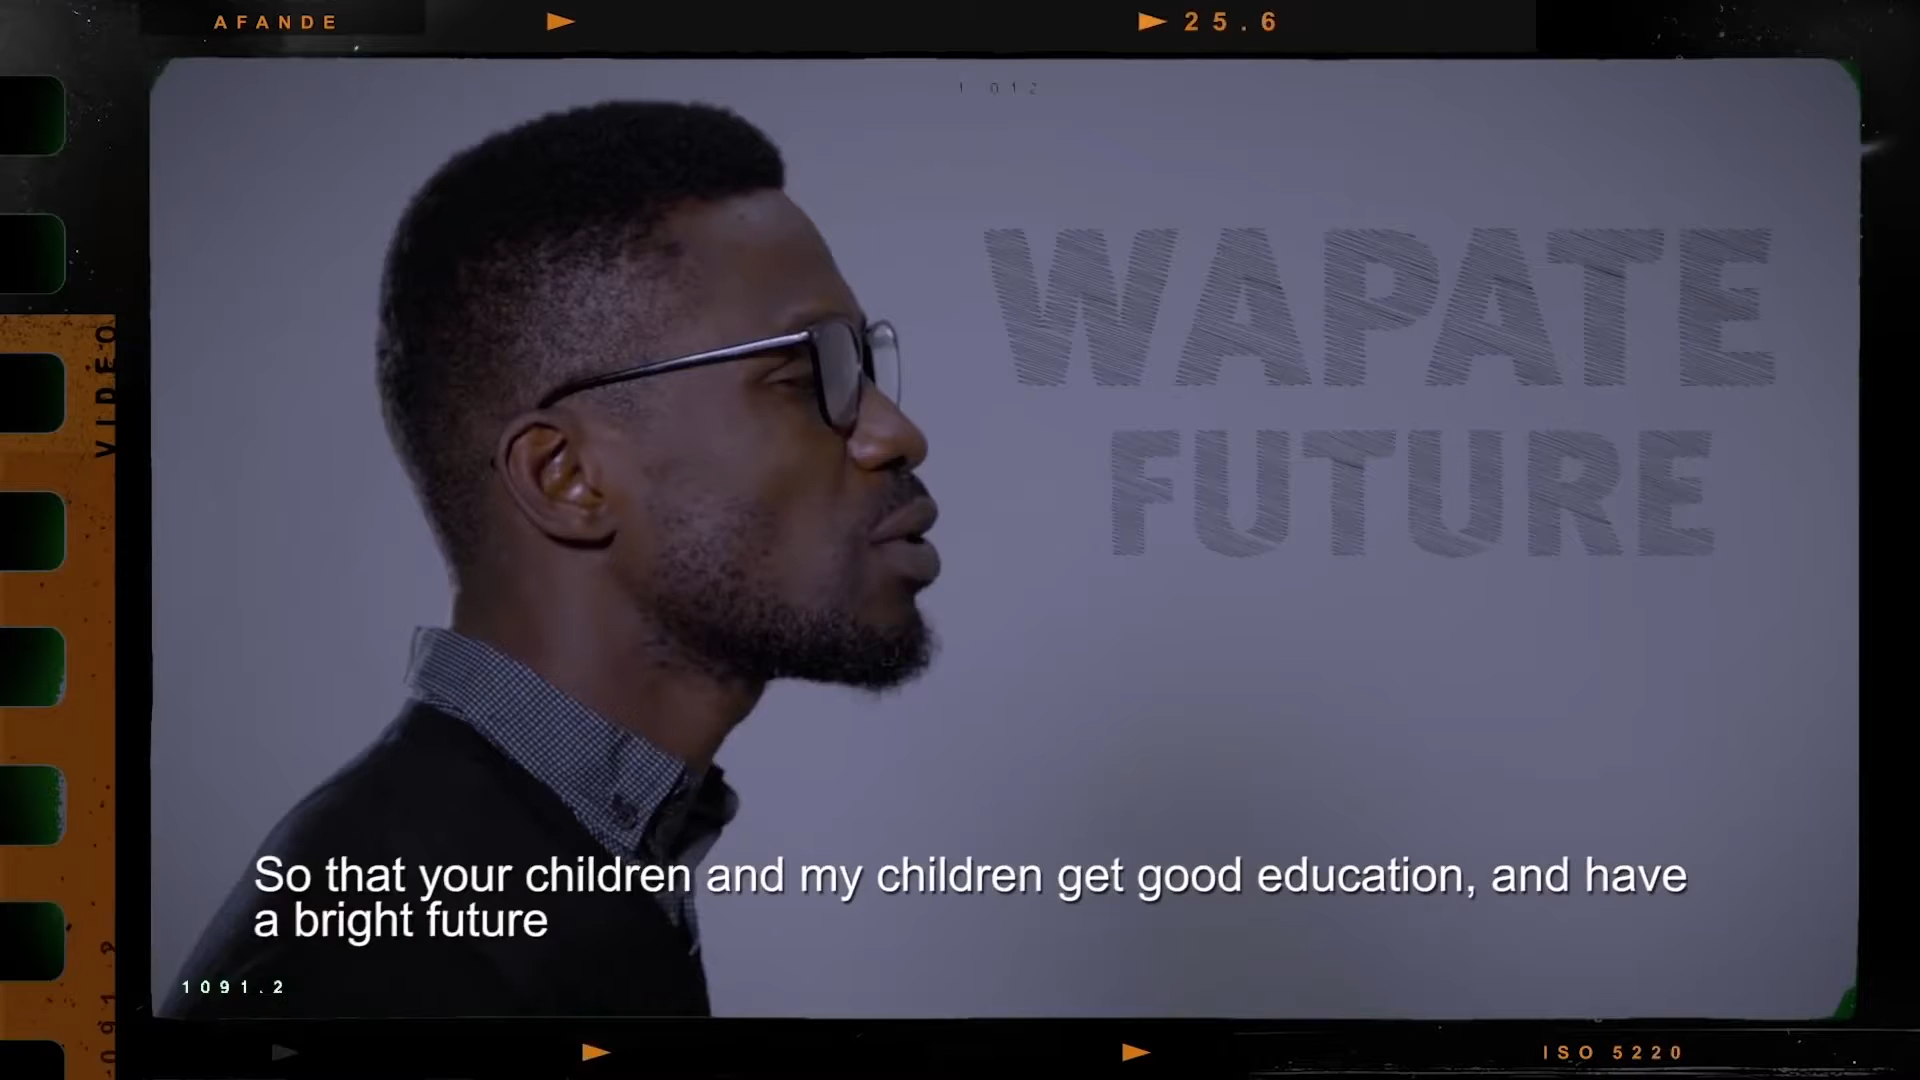 AFANDE
25.6
1 012
WAPATE
FUTURE
VIDEO
So that your children and my children get good education, and have
a bright future
1091.2
ISO 5220